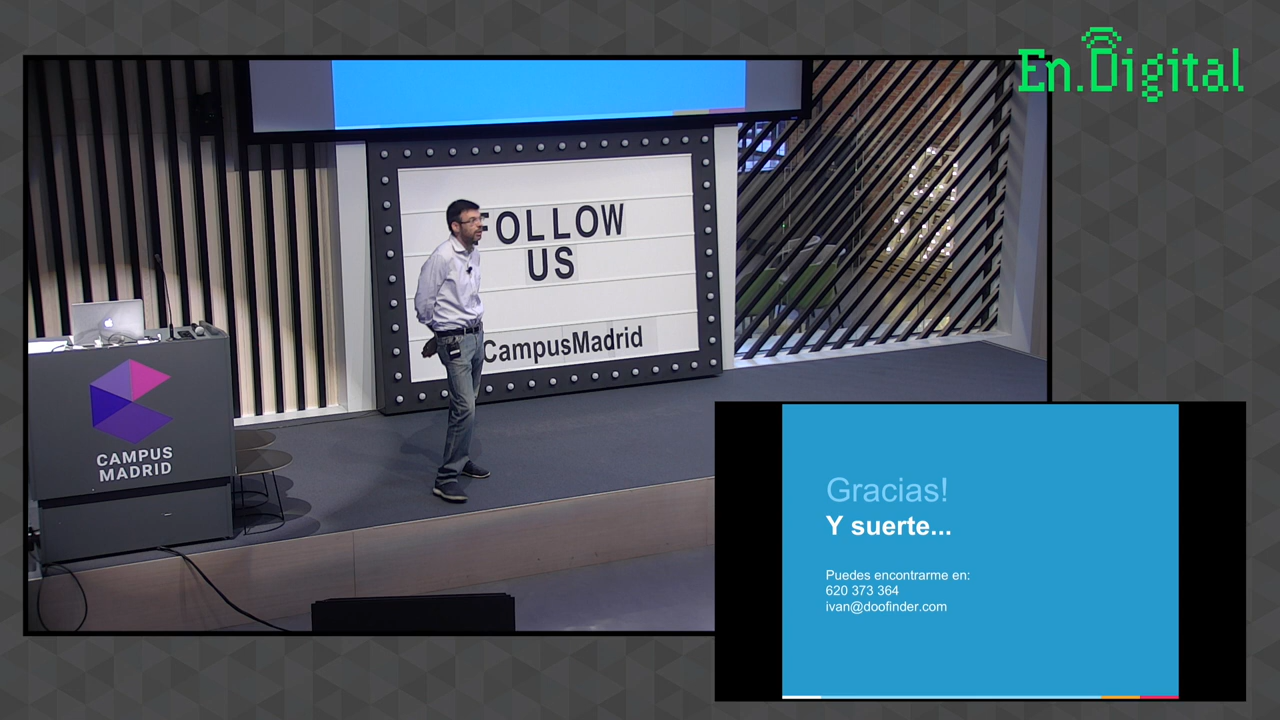 En.Digital
FOLLOW
US
CampusMadrid
CAMPUS
MADRID
Gracias!
Y suerte...
Puedes encontrarme en:
620 373 364
ivan@doofinder.com